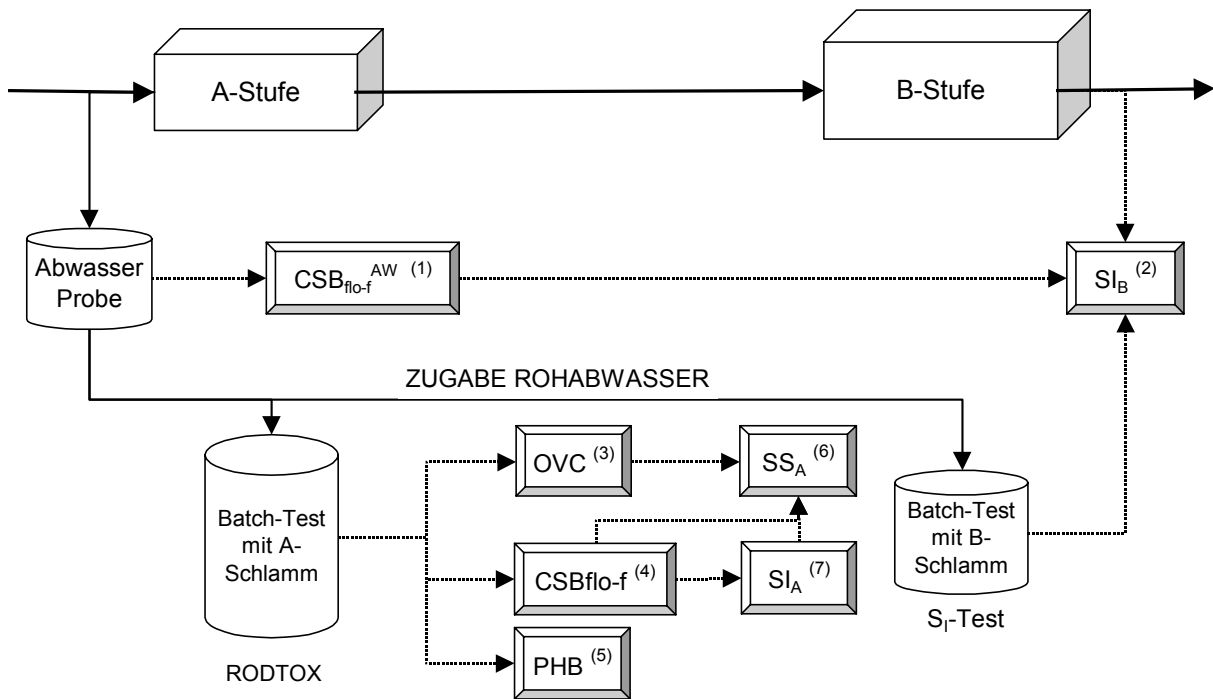 A-Stufe
B-Stufe
Abwasser
Probe
CSBflo-f AW (1)
SIB (2)
ZUGABE ROHABWASSER
Batch-Test
mit A-
Schlamm
RODTOX
OVC (3)
SSA (6)
CSBflo-f (4)
SIA (7)
PHB (5)
Batch-Test
mit B-
Schlamm
SI-Test